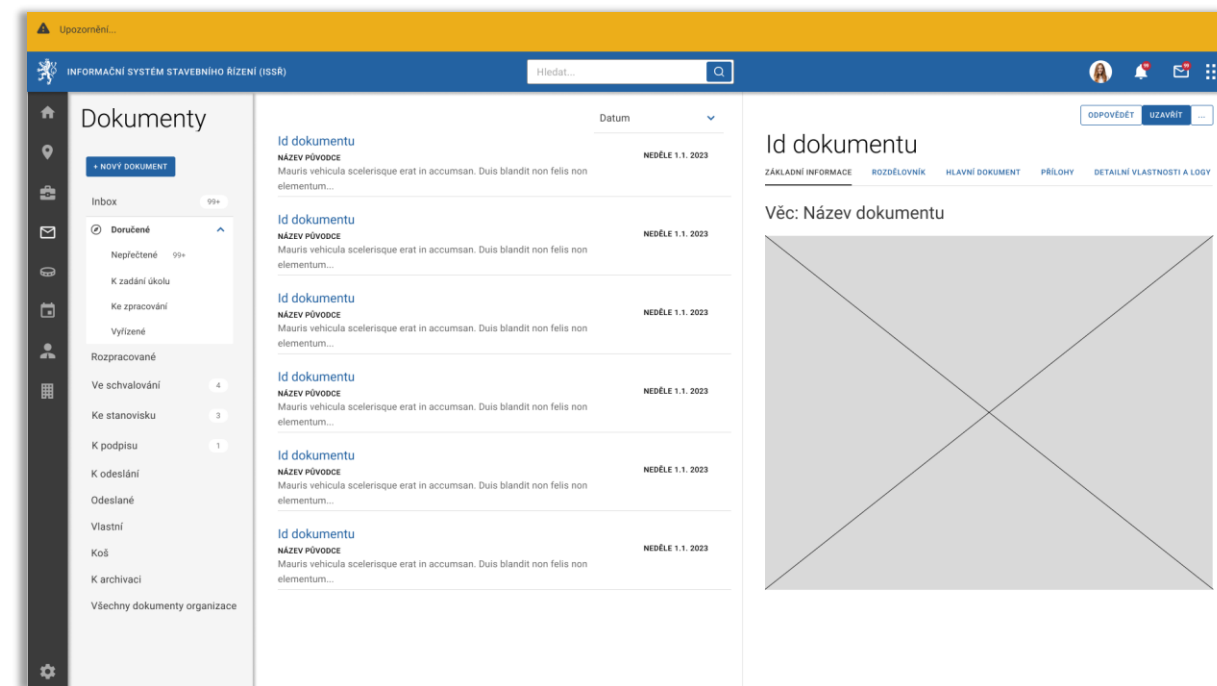 Upozornění...
INFORMAČNÍ SYSTÉM STAVEBNÍHO ŘÍZENÍ (ISSŘ)
Hledat...
Dokumenty
+ NOVÝ DOKUMENT
Inbox 99+
Doručené
Nepřečtené 99+
K zadání úkolu
Ke zpracování
Vyřízené
Rozpracované
Ve schvalování 4
Ke stanovisku 3
K podpisu 1
K odeslání
Odeslané
Vlastní
Koš
K archivaci
Všechny dokumenty organizace
Datum
Id dokumentu
NÁZEV PŮVODCE NEDĚLE 1.1. 2023
Mauris vehicula scelerisque erat in accumsan. Duis blandit non felis non
elementum...
Id dokumentu
NÁZEV PŮVODCE NEDĚLE 1.1. 2023
Mauris vehicula scelerisque erat in accumsan. Duis blandit non felis non
elementum...
Id dokumentu
NÁZEV PŮVODCE NEDĚLE 1.1. 2023
Mauris vehicula scelerisque erat in accumsan. Duis blandit non felis non
elementum...
Id dokumentu
NÁZEV PŮVODCE NEDĚLE 1.1. 2023
Mauris vehicula scelerisque erat in accumsan. Duis blandit non felis non
elementum...
Id dokumentu
NÁZEV PŮVODCE NEDĚLE 1.1. 2023
Mauris vehicula scelerisque erat in accumsan. Duis blandit non felis non
elementum...
Id dokumentu
NÁZEV PŮVODCE NEDĚLE 1.1. 2023
Mauris vehicula scelerisque erat in accumsan. Duis blandit non felis non
elementum...
ODPOVĚDĚT UZAVŘÍT ...
Id dokumentu
ZÁKLADNÍ INFORMACE ROZDĚLOVNÍK HLAVNÍ DOKUMENT PŘÍLOHY DETAILNÍ VLASTNOSTI A LOGY
Věc: Název dokumentu